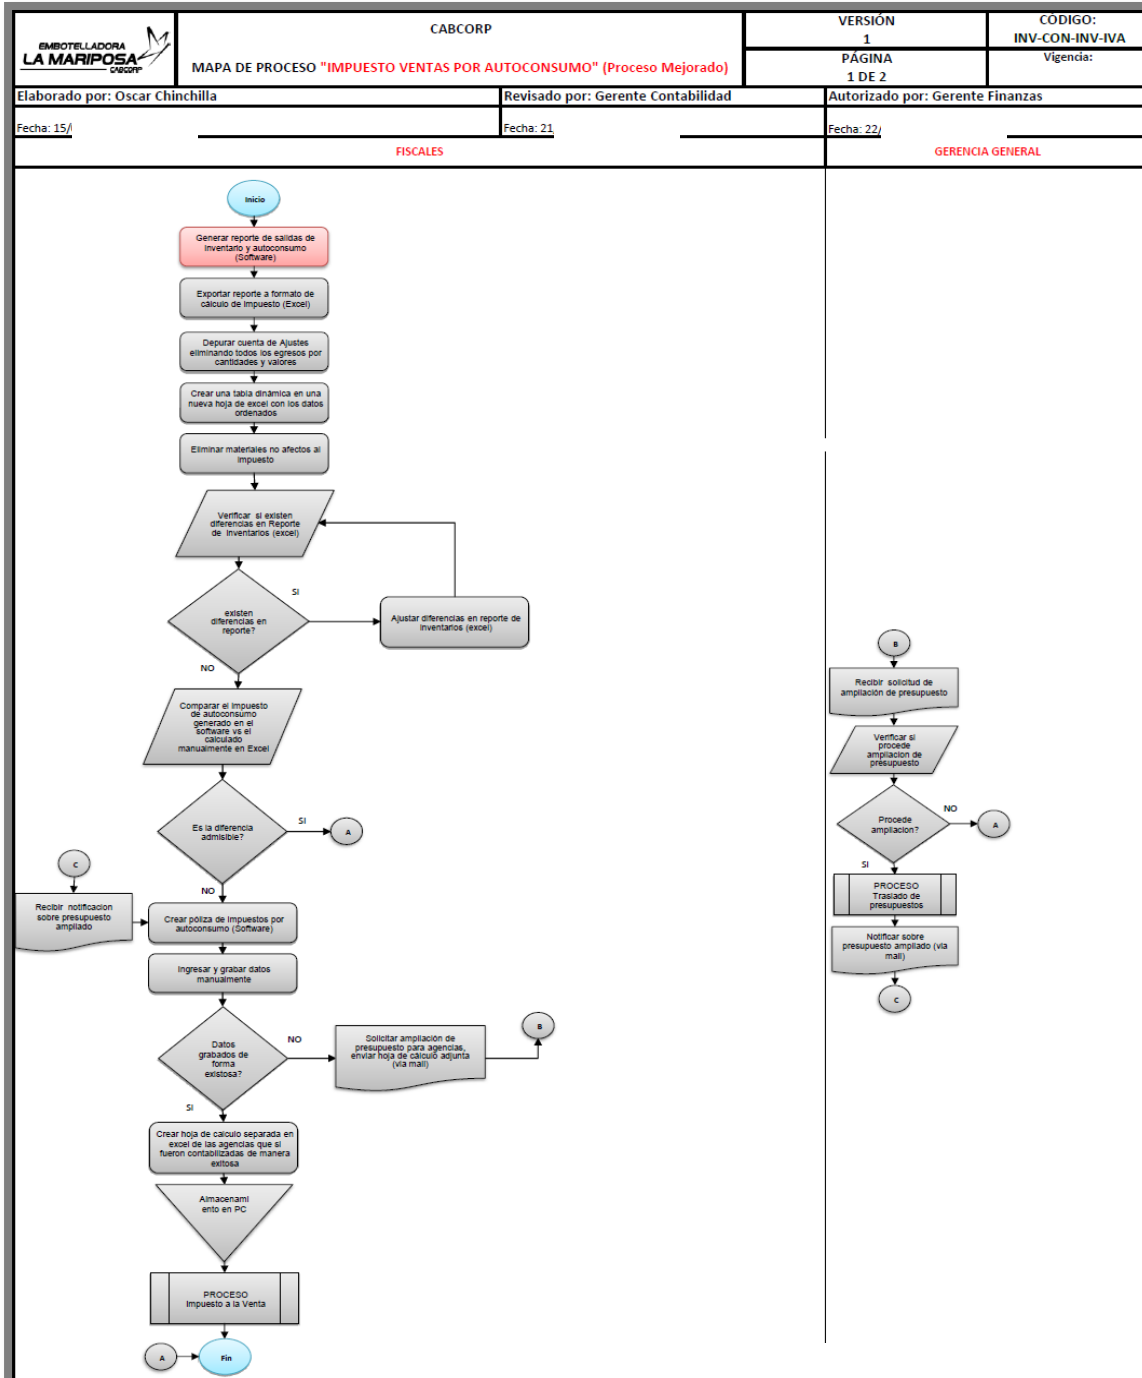 EMBOTELLADORA
LA MARIPOSA
CABCORP
CABCORP
MAPA DE PROCESO "IMPUESTO VENTAS POR AUTOCONSUMO" (Proceso Mejorado)
VERSIÓN
1
PÁGINA
1 DE 2
CÓDIGO:
INV-CON-INV-IVA
Vigencia:
Elaborado por: Oscar Chinchilla
Revisado por: Gerente Contabilidad
Autorizado por: Gerente Finanzas
Fecha: 15/
Fecha: 21
Fecha: 22/
FISCALES
GERENCIA GENERAL
Inicio
Generar reporte de salidas de
inventario y autoconsumo
(Software)
Exportar reporte a formato de
cálculo de impuesto (Excel)
Depurar cuenta de Ajustes
eliminando todos los egresos por
cantidades y valores
Crear una tabla dinámica en una
nueva hoja de excel con los datos
ordenados
Eliminar materiales no afectos al
impuesto
Verificar si existen
diferencias en Reporte
de inventarios (excel)
existen
diferencias en
reporte?
SI
Ajustar diferencias en reporte de
inventarios (excel)
NO
Comparar el impuesto
de autoconsumo
generado en el
software vs el
calculado
manualmente en Excel
Es la diferencia
admisible?
SI
A
NO
C
Recibir notificacion
sobre presupuesto
ampliado
Crear póliza de impuestos por
autoconsumo (Software)
Ingresar y grabar datos
manualmente
Datos
grabados de
forma
existosa?
NO
Solicitar ampliación de
presupuesto para agencias,
enviar hoja de cálculo adjunta
(via mail)
B
SI
Crear hoja de calculo separada en
excel de las agencias que si
fueron contabilizadas de manera
exitosa
Almacenami
ento en PC
PROCESO
Impuesto a la Venta
A
Fin
B
Recibir solicitud de
ampliación de presupuesto
Verificar si
procede
ampliacion de
presupuesto
Procede
ampliacion?
NO
A
SI
PROCESO
Traslado de
presupuestos
Notificar sobre
presupuesto ampliado (via
mail)
C